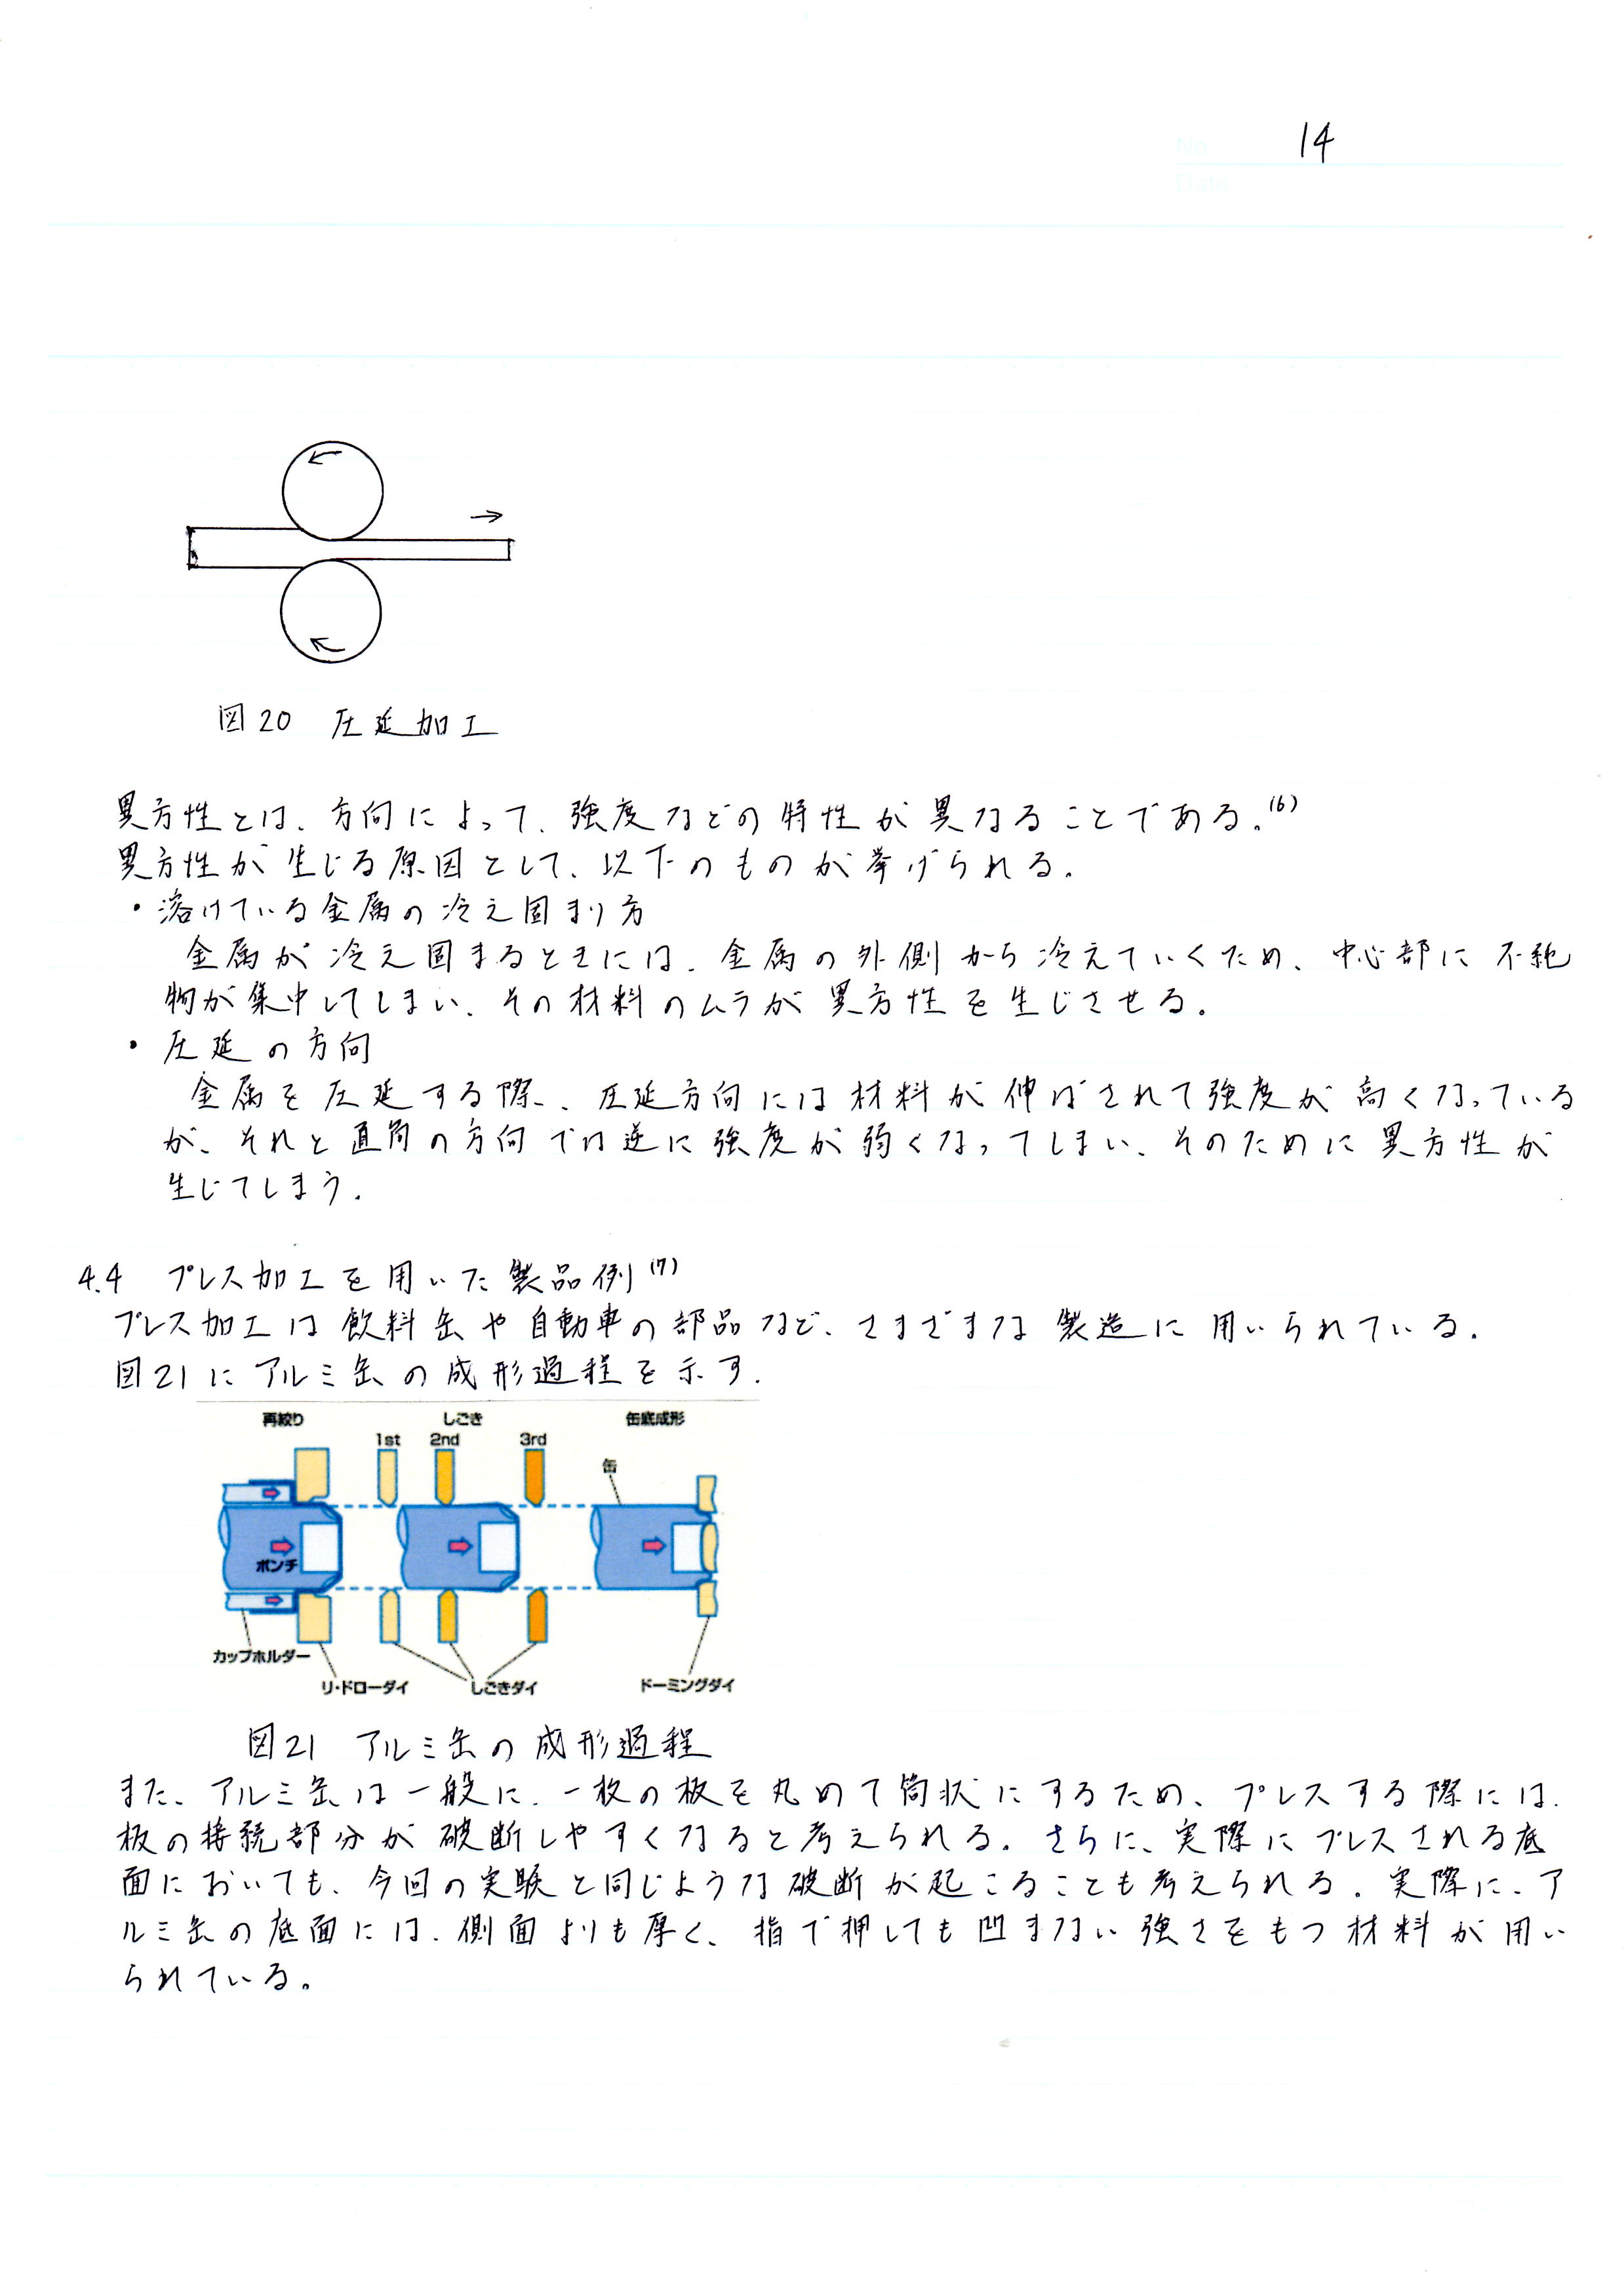 No. 14
Date
図20 圧延加工
異方性とは、方向によって、強度などの特性が異なることである。(6)
異方性が生じる原因として、以下のものが挙げられる。
・溶けている金属の冷え固まり方
金属が冷え固まるときには、金属の外側から冷えていくため、中心部に不純
物が集中してしまい、その材料のムラが異方性を生じさせる。
・圧延の方向
金属を圧延する際、圧延方向には材料が伸ばされて強度が高くなっている
が、それと直角の方向では逆に強度が弱くなってしまい、そのために異方性が
生じてしまう。
4.4 プレス加工を用いた製品例(7)
プレス加工は飲料缶や自動車の部品など、さまざまな製造に用いられている。
図21にアルミ缶の成形過程を示す。
再絞り しごき 缶底成形
1st 2nd 3rd
缶
ポンチ
カップホルダー
リ・ドローダイ しごきダイ ドーミングダイ
図21 アルミ缶の成形過程
また、アルミ缶は一般に、一枚の板を丸めて筒状にするため、プレスする際には、
板の接続部分が破断しやすくなると考えられる。さらに、実際にプレスされる底
面においても、今回の実験と同じような破断が起こることも考えられる。実際に、ア
ルミ缶の底面には、側面よりも厚く、指で押しても凹まない強さをもつ材料が用い
られている。